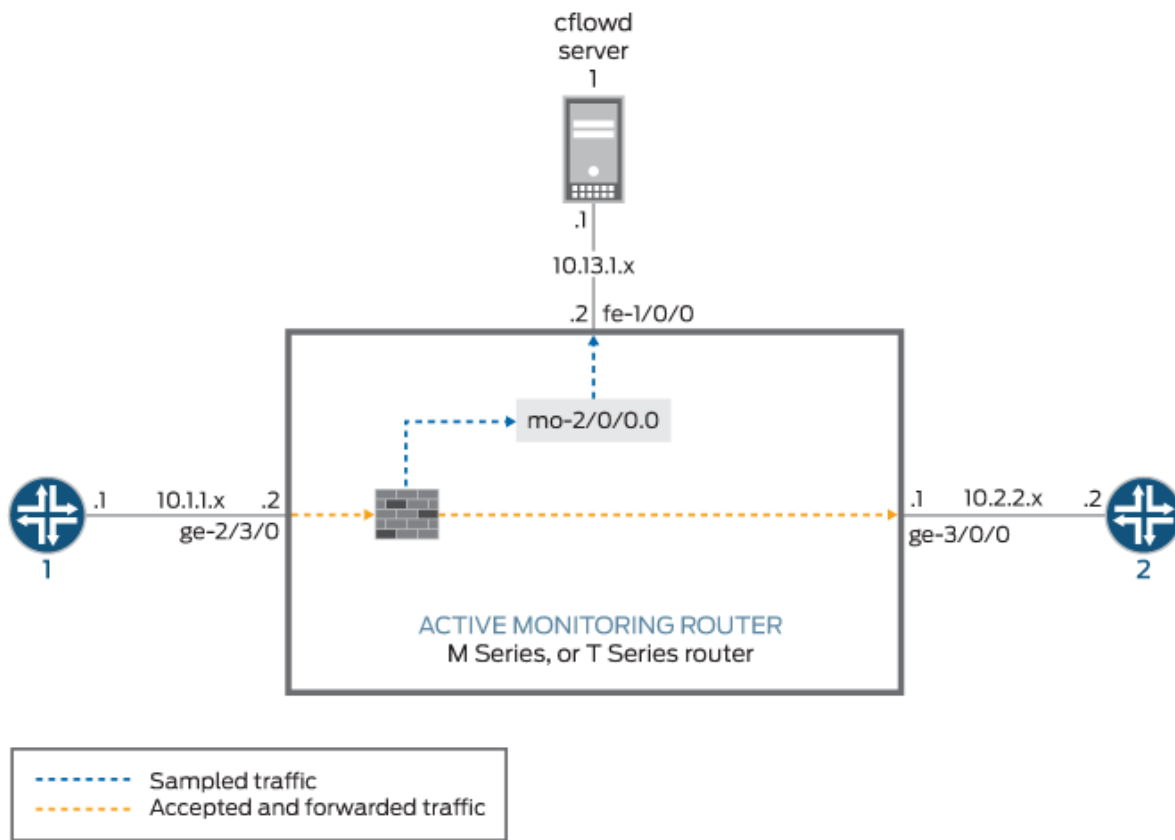 cflowd
server
1
.1
10.13.1.x
.2 fe-1/0/0
mo-2/0/0.0
.1 10.1.1.x .2
ge-2/3/0
1
.1 10.2.2.x .2
ge-3/0/0
2
ACTIVE MONITORING ROUTER
M Series, or T Series router
Sampled traffic
Accepted and forwarded traffic